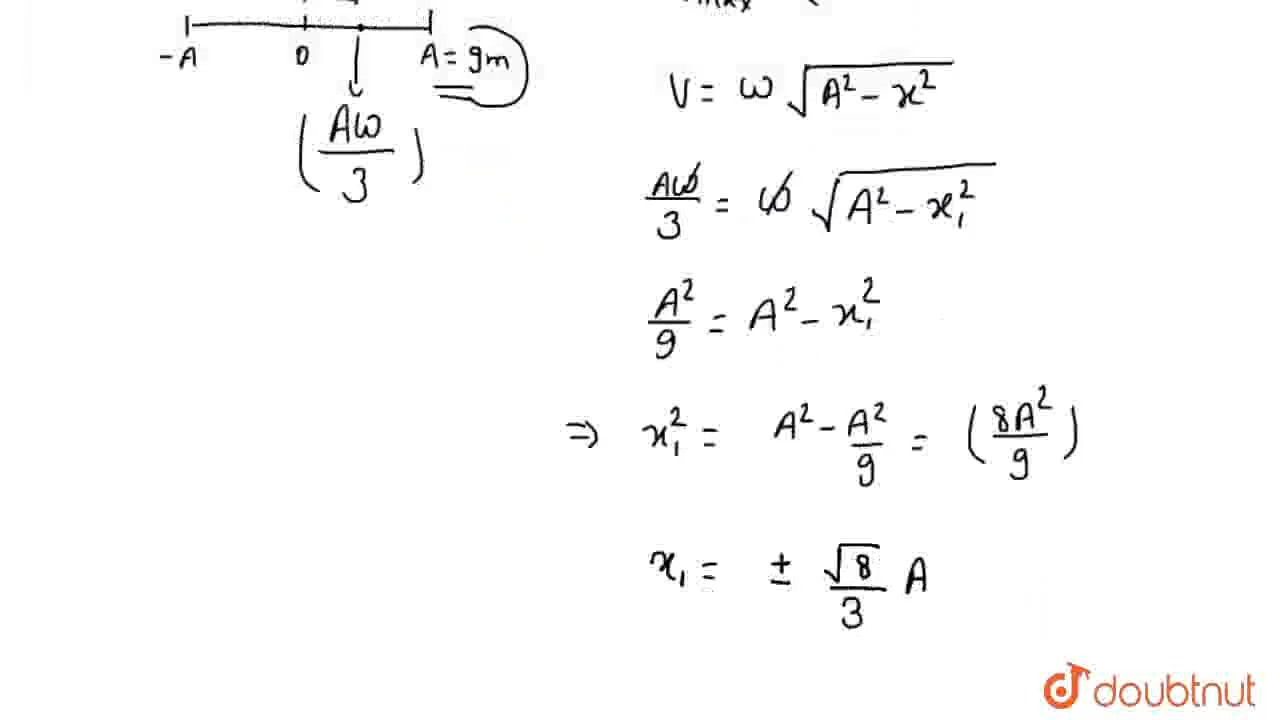 -A 0 A = 9m
(Aω/3)
max
V = ω √(A² - x²)
Aω/3 = ω √(A² - x₁²)
A²/9 = A² - x₁²
⇒ x₁² = A² - A²/9 = (8A²/9)
x₁ = ± √8/3 A
doubtnut